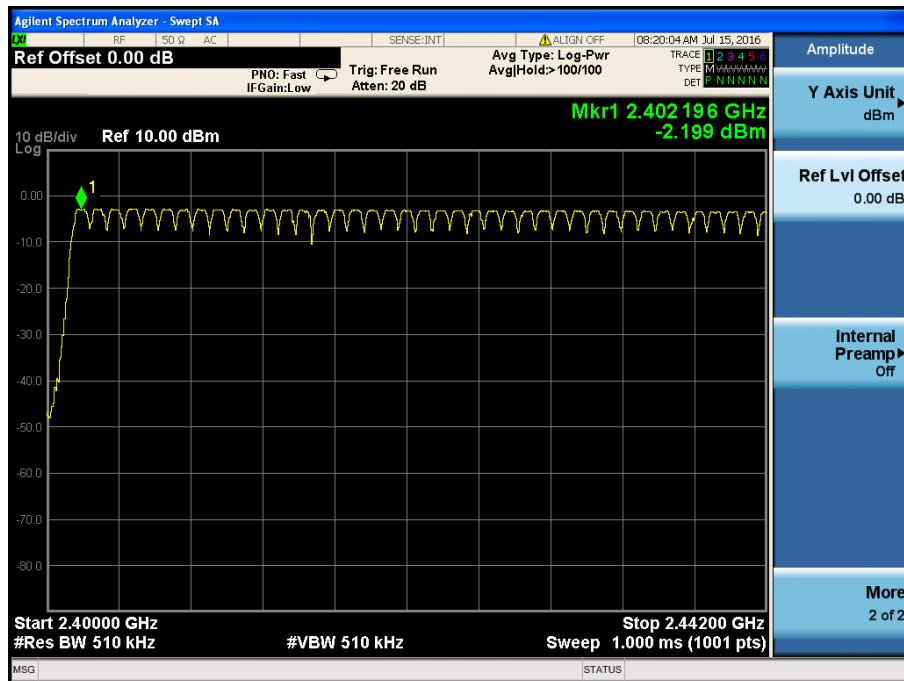 Agilent Spectrum Analyzer - Swept SA
LXI RF 50 Ω AC SENSE:INT ALIGN OFF 08:20:04 AM Jul 15, 2016
Ref Offset 0.00 dB
PNO: Fast
IFGain:Low
Trig: Free Run
Atten: 20 dB
Avg Type: Log-Pwr
Avg|Hold:> 100/100
TRACE 1 2 3 4 5 6
TYPE M WWWWW
DET P N N N N N
Mkr1 2.402 196 GHz
-2.199 dBm
10 dB/div Ref 10.00 dBm
Log
1
0.00
-10.0
-20.0
-30.0
-40.0
-50.0
-60.0
-70.0
-80.0
Start 2.40000 GHz Stop 2.44200 GHz
#Res BW 510 kHz #VBW 510 kHz Sweep 1.000 ms (1001 pts)
MSG STATUS
Amplitude
Y Axis Unit
dBm
Ref Lvl Offset
0.00 dB
Internal
Preamp
Off
More
2 of 2